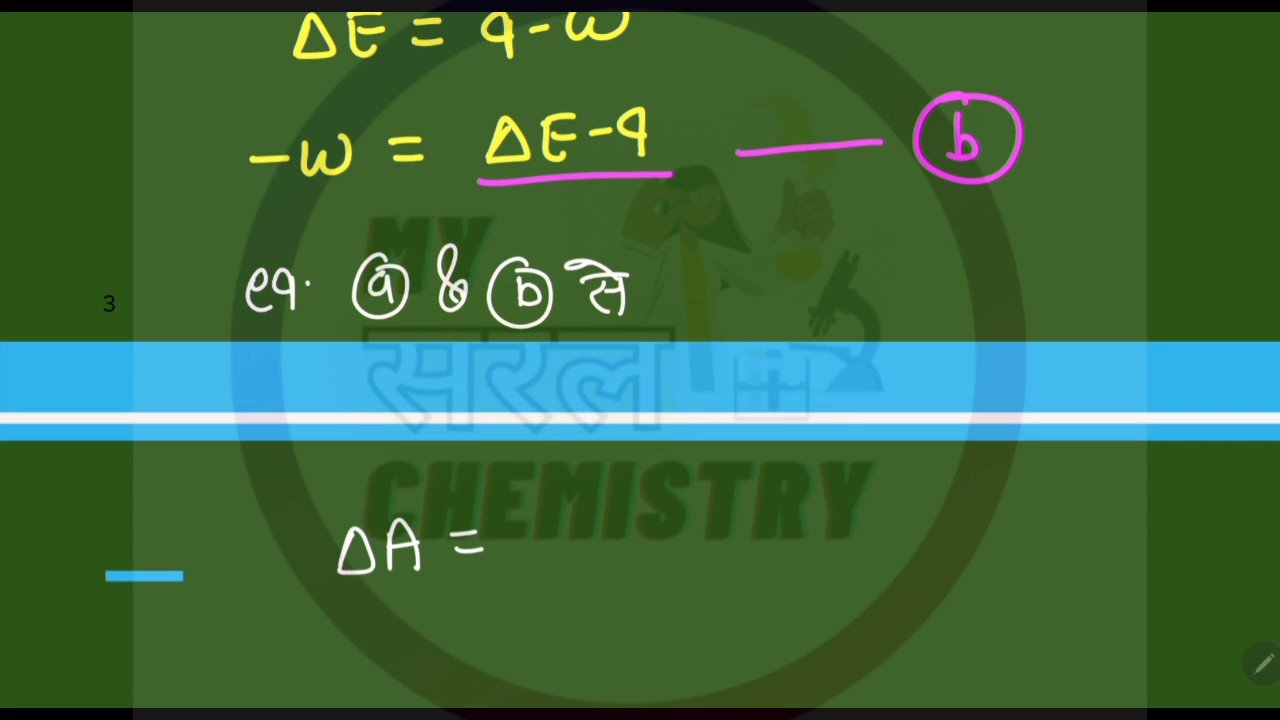 ΔE = q - w
-w = ΔE - q —— b
eq. a & b से
3
ΔA =
MY
सरल
CHEMISTRY